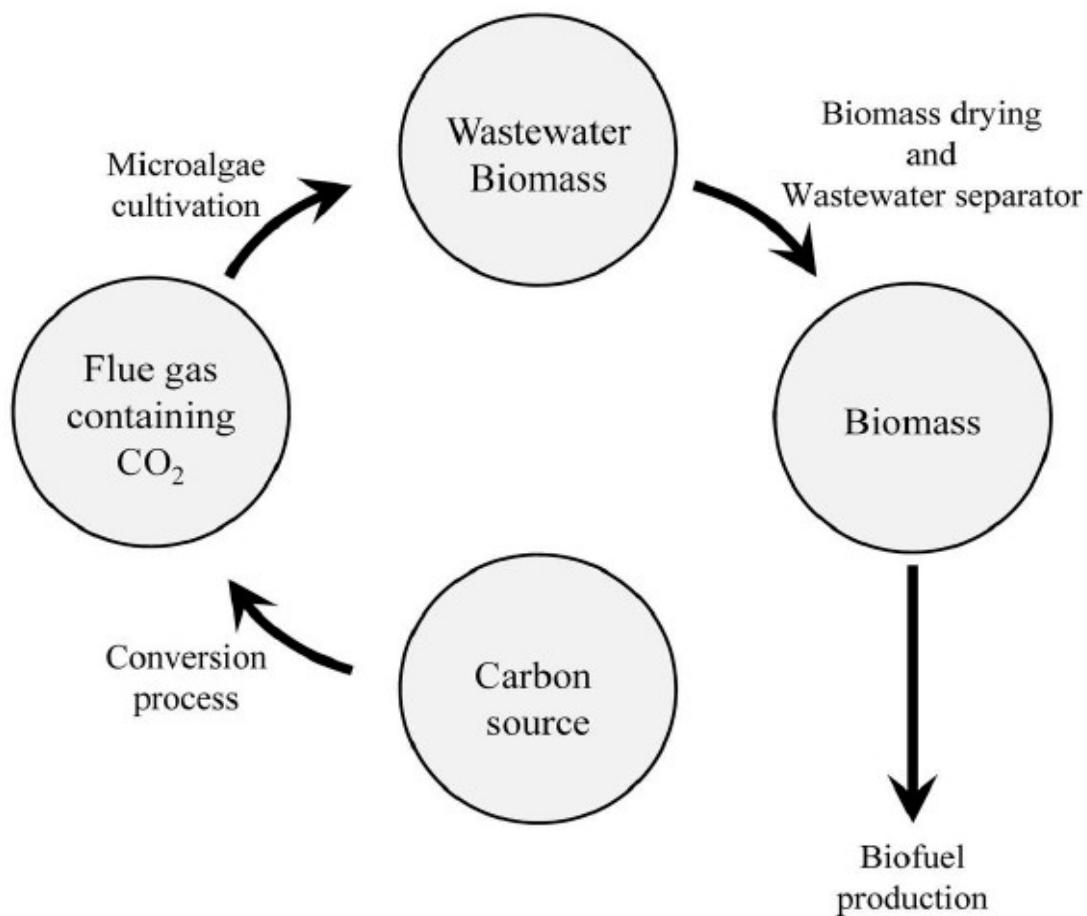 Wastewater
Biomass
Biomass drying
and
Wastewater separator
Microalgae
cultivation
Flue gas
containing
CO₂
Biomass
Conversion
process
Carbon
source
Biofuel
production